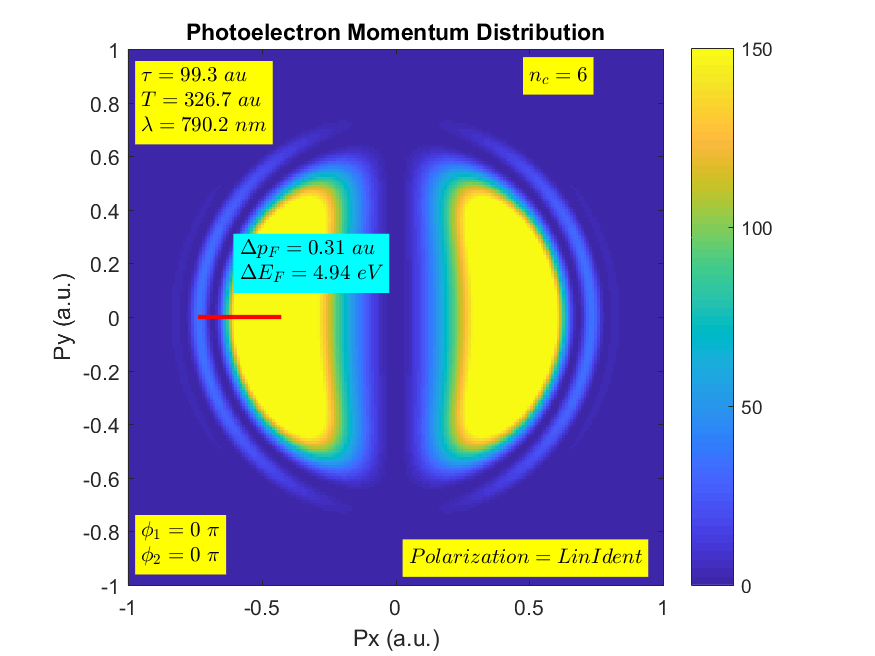 Photoelectron Momentum Distribution
τ = 99.3 au
T = 326.7 au
λ = 790.2 nm
n_c = 6
Δp_F = 0.31 au
ΔE_F = 4.94 eV
ϕ_1 = 0 π
ϕ_2 = 0 π
Polarization = LinIdent
Py (a.u.)
1
0.8
0.6
0.4
0.2
0
-0.2
-0.4
-0.6
-0.8
-1
-1 -0.5 0 0.5 1
Px (a.u.)
150
100
50
0